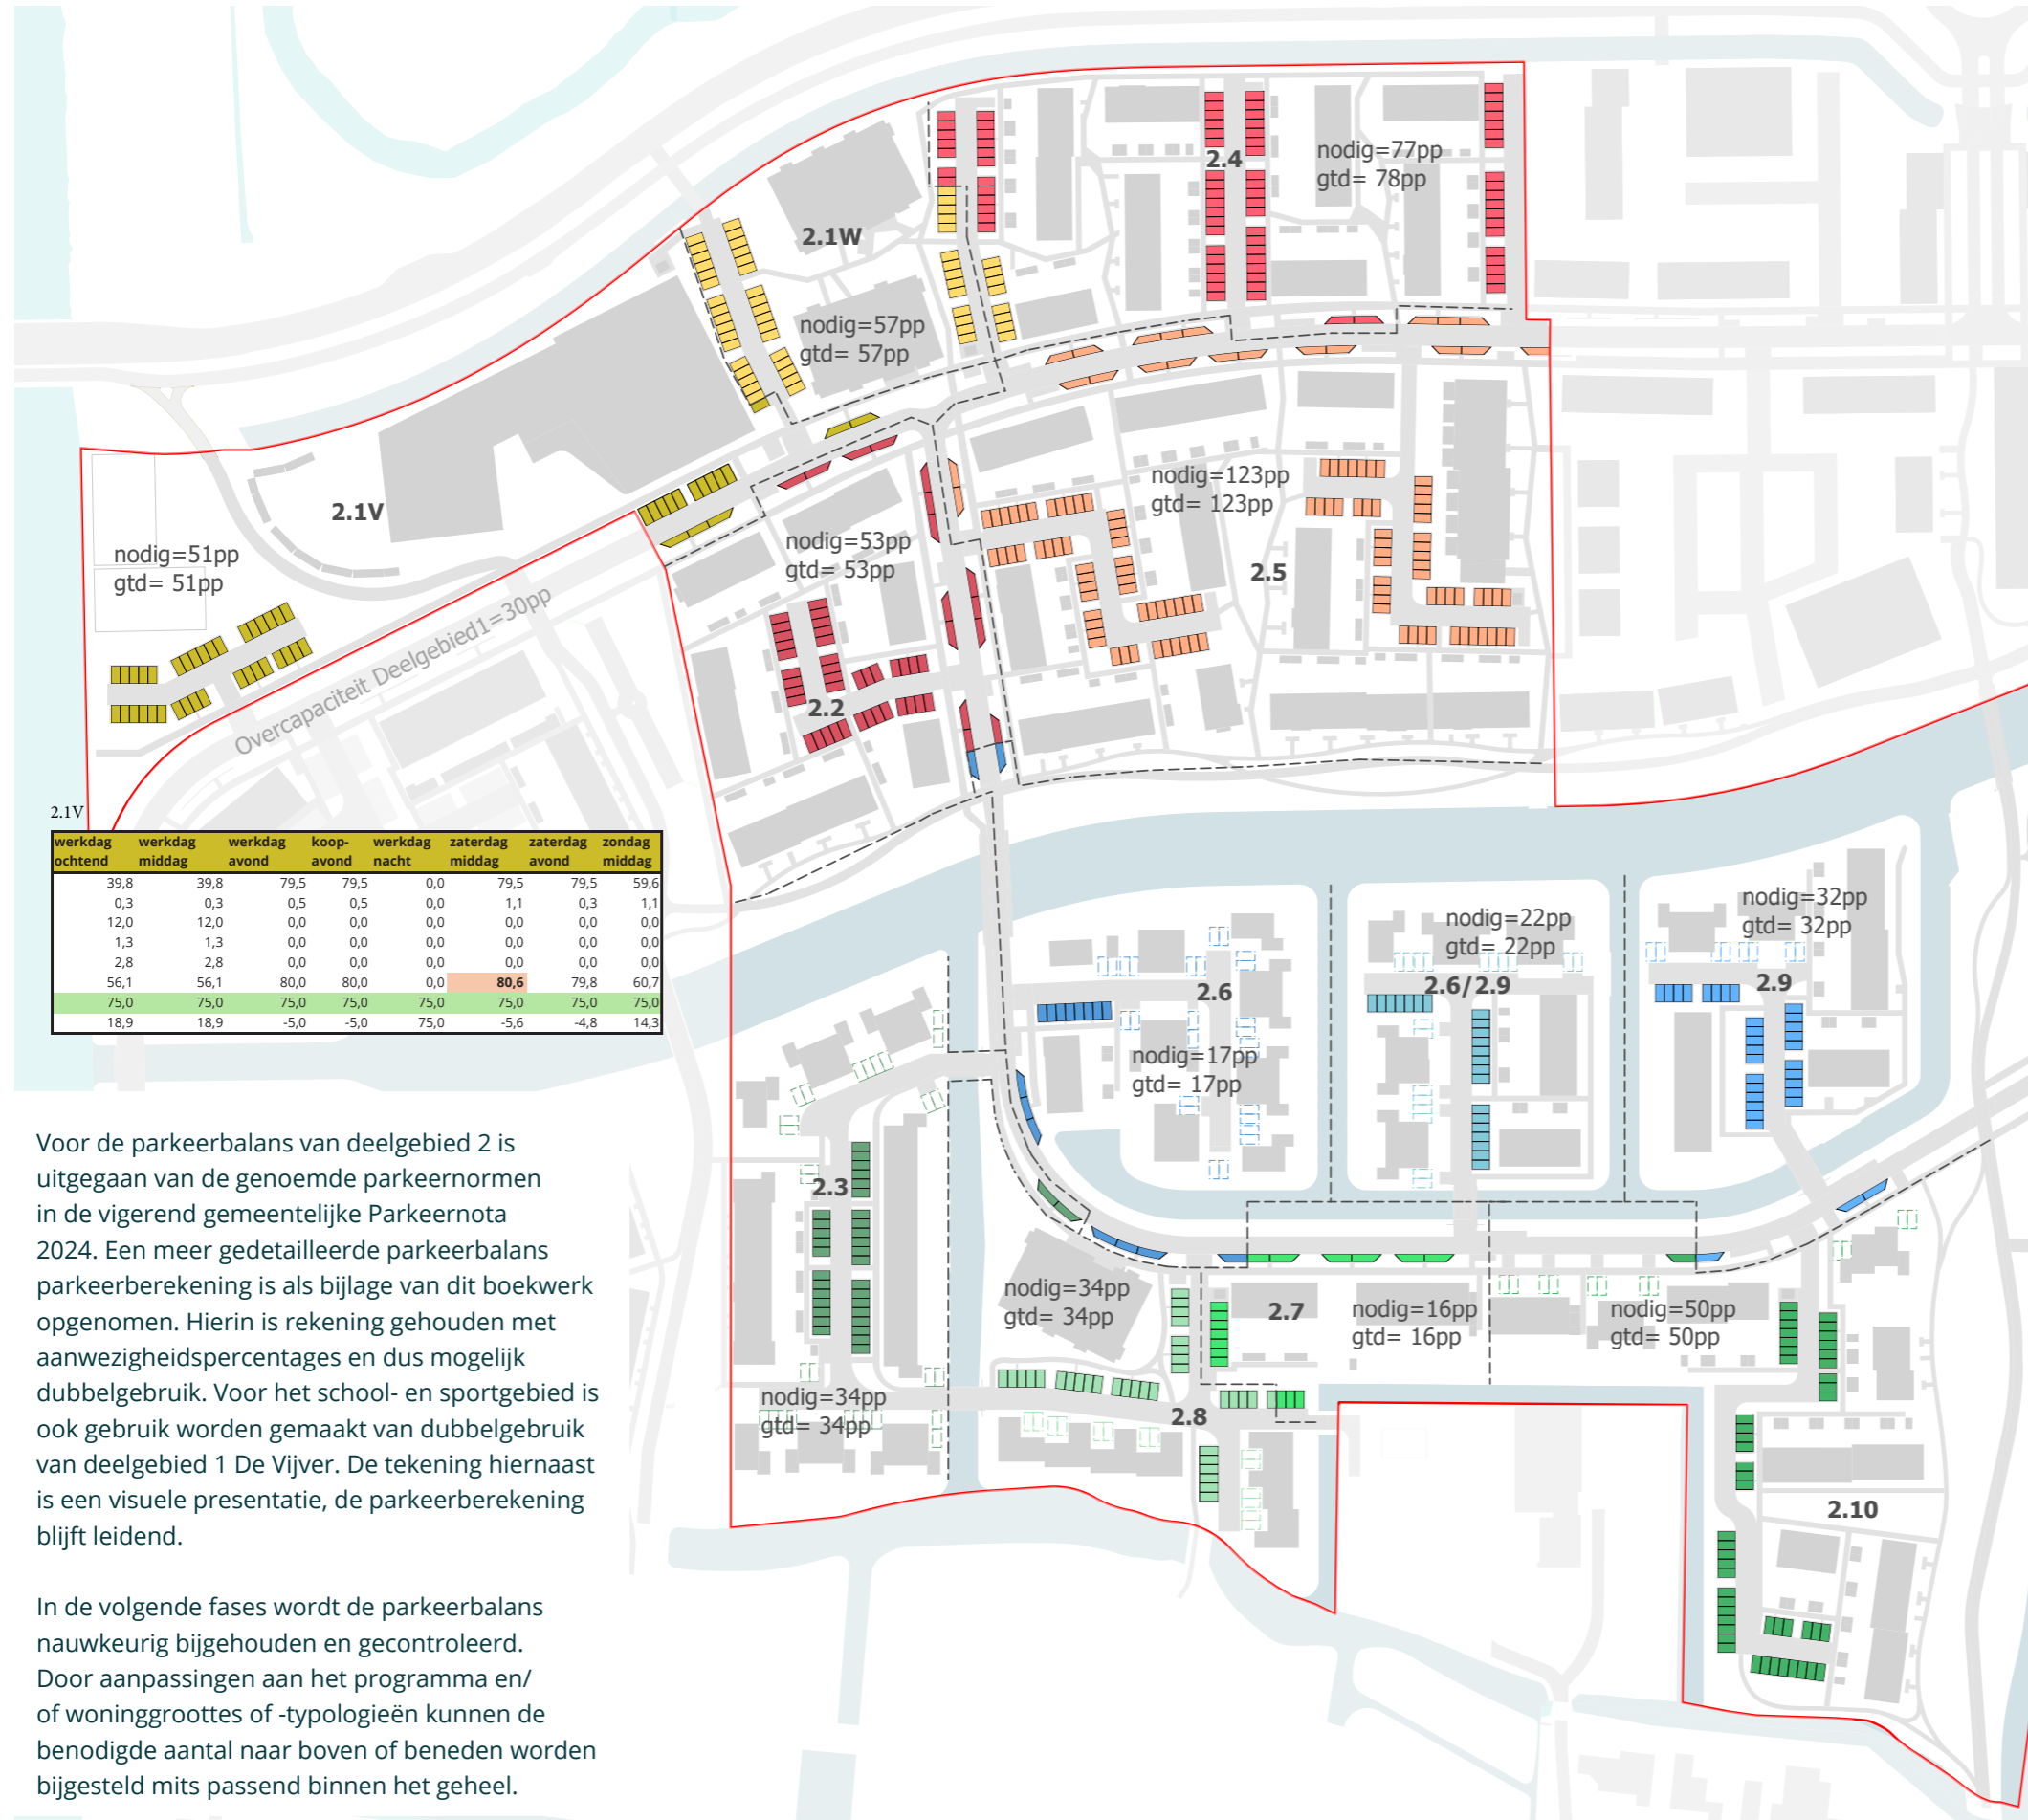 2.4
nodig=77pp
gtd= 78pp
2.1W
nodig=57pp
gtd= 57pp
nodig=123pp
gtd= 123pp
2.1V
nodig=51pp
gtd= 51pp
nodig=53pp
gtd= 53pp
2.5
Overcapaciteit Deelgebied1=30pp
2.2
2.1V
werkdag werkdag werkdag koop- werkdag zaterdag zaterdag zondag
ochtend middag avond avond nacht middag avond middag
39,8 39,8 79,5 79,5 0,0 79,5 79,5 59,6
0,3 0,3 0,5 0,5 0,0 1,1 0,3 1,1
12,0 12,0 0,0 0,0 0,0 0,0 0,0 0,0
1,3 1,3 0,0 0,0 0,0 0,0 0,0 0,0
2,8 2,8 0,0 0,0 0,0 0,0 0,0 0,0
56,1 56,1 80,0 80,0 0,0 80,6 79,8 60,7
75,0 75,0 75,0 75,0 75,0 75,0 75,0 75,0
18,9 18,9 -5,0 -5,0 75,0 -5,6 -4,8 14,3
nodig=22pp
gtd= 22pp
nodig=32pp
gtd= 32pp
2.6
2.6/2.9
2.9
nodig=17pp
gtd= 17pp
2.3
nodig=34pp
gtd= 34pp
2.7
nodig=16pp
gtd= 16pp
nodig=50pp
gtd= 50pp
nodig=34pp
gtd= 34pp
2.8
2.10
Voor de parkeerbalans van deelgebied 2 is
uitgegaan van de genoemde parkeernormen
in de vigerend gemeentelijke Parkeernota
2024. Een meer gedetailleerde parkeerbalans
parkeerberekening is als bijlage van dit boekwerk
opgenomen. Hierin is rekening gehouden met
aanwezigheidspercentages en dus mogelijk
dubbelgebruik. Voor het school- en sportgebied is
ook gebruik worden gemaakt van dubbelgebruik
van deelgebied 1 De Vijver. De tekening hiernaast
is een visuele presentatie, de parkeerberekening
blijft leidend.
In de volgende fases wordt de parkeerbalans
nauwkeurig bijgehouden en gecontroleerd.
Door aanpassingen aan het programma en/
of woninggroottes of -typologieën kunnen de
benodigde aantal naar boven of beneden worden
bijgesteld mits passend binnen het geheel.